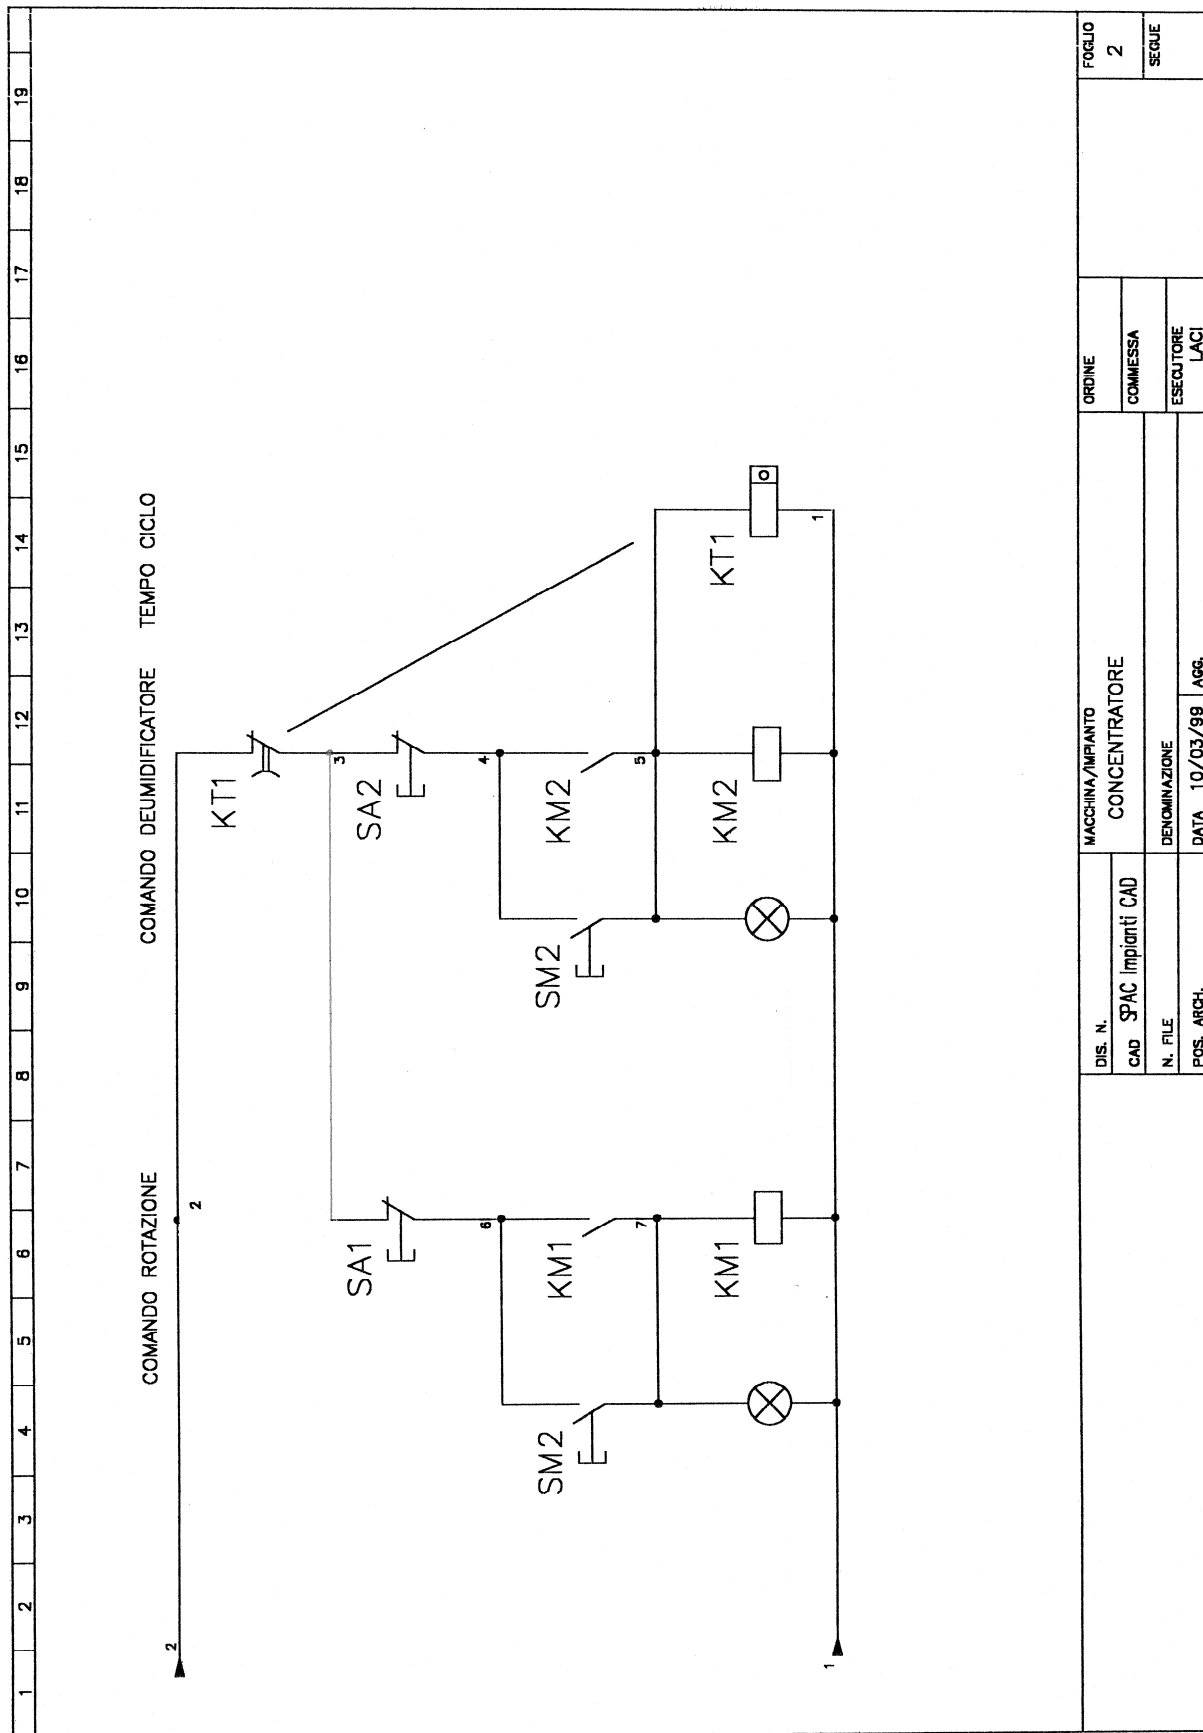 1 2 3 4 5 6 7 8 9 10 11 12 13 14 15 16 17 18 19
COMANDO ROTAZIONE
COMANDO DEUMIDIFICATORE
TEMPO CICLO
2
2
KT1
3
SA1
SA2
6
4
SM2
KM1
SM2
KM2
7
5
KM1
KM2
KT1
1
1
DIS. N.
CAD SPAC Impianti CAD
N. FILE
POS. ARCH.
MACCHINA/IMPIANTO
CONCENTRATORE
DENOMINAZIONE
DATA 10/03/99
AGG.
ORDINE
COMMESSA
ESECUTORE
LACI
FOGLIO
2
SEGUE